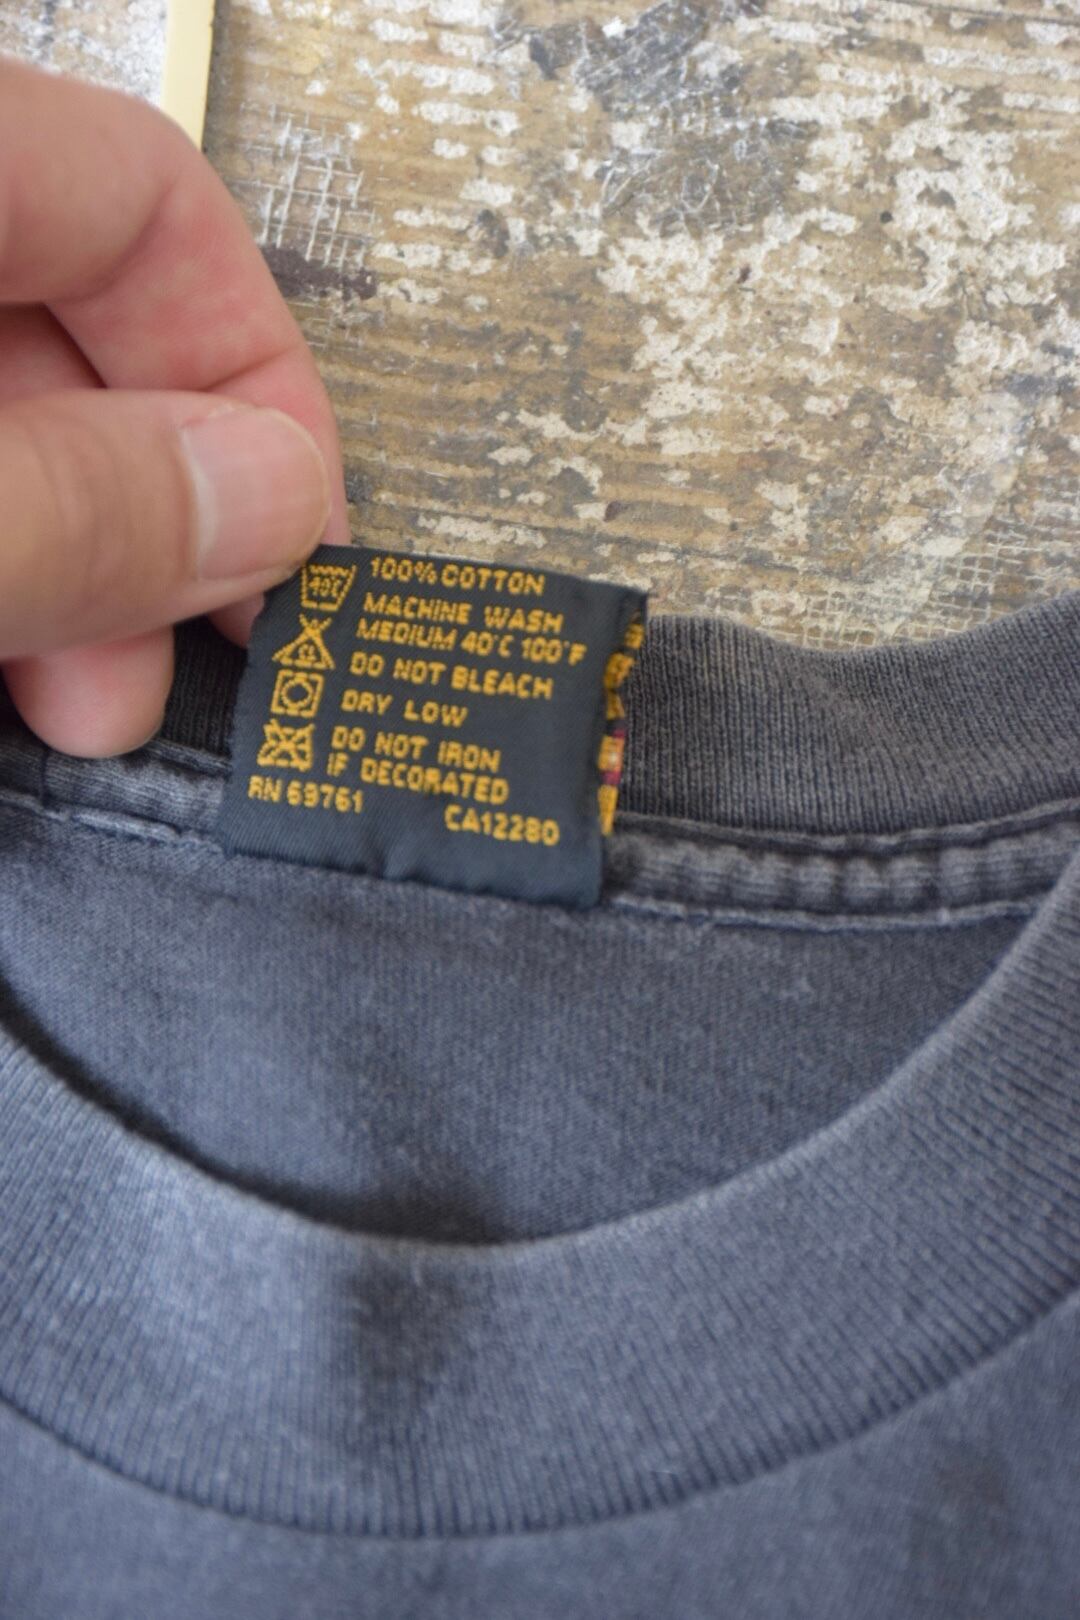 100% COTTON
40C
MACHINE WASH
MEDIUM 40°C 100°F
DO NOT BLEACH
DRY LOW
DO NOT IRON
IF DECORATED
RN 69761
CA12280